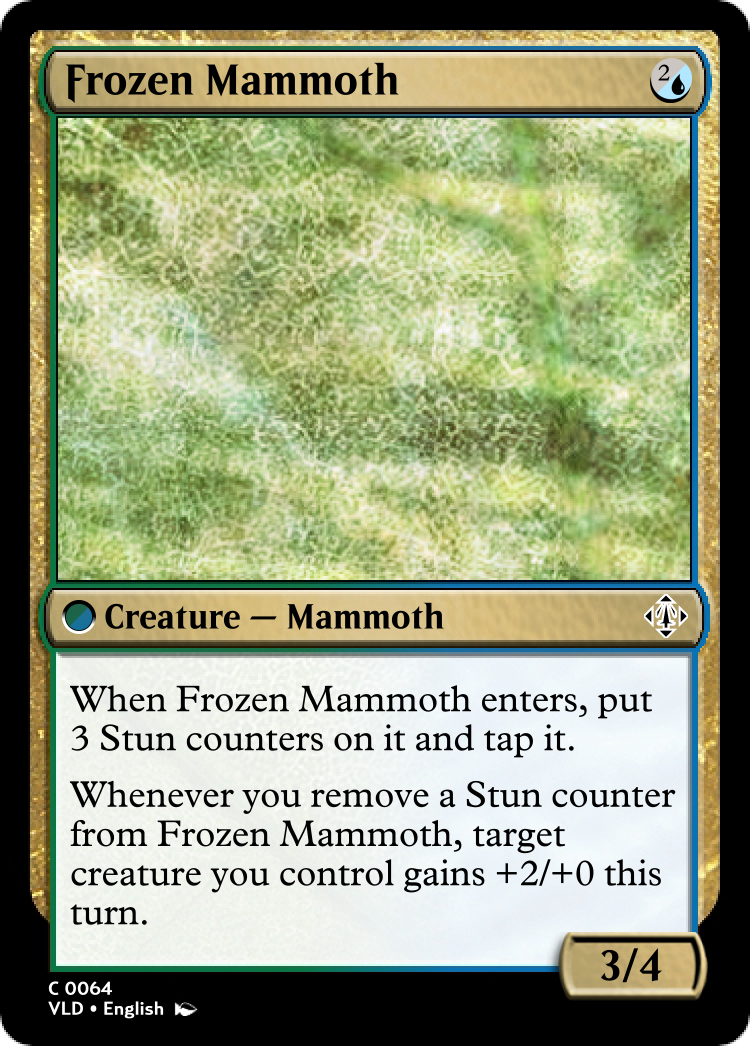 Frozen Mammoth
2
Creature — Mammoth
When Frozen Mammoth enters, put
3 Stun counters on it and tap it.
Whenever you remove a Stun counter
from Frozen Mammoth, target
creature you control gains +2/+0 this
turn.
3/4
C 0064
VLD • English